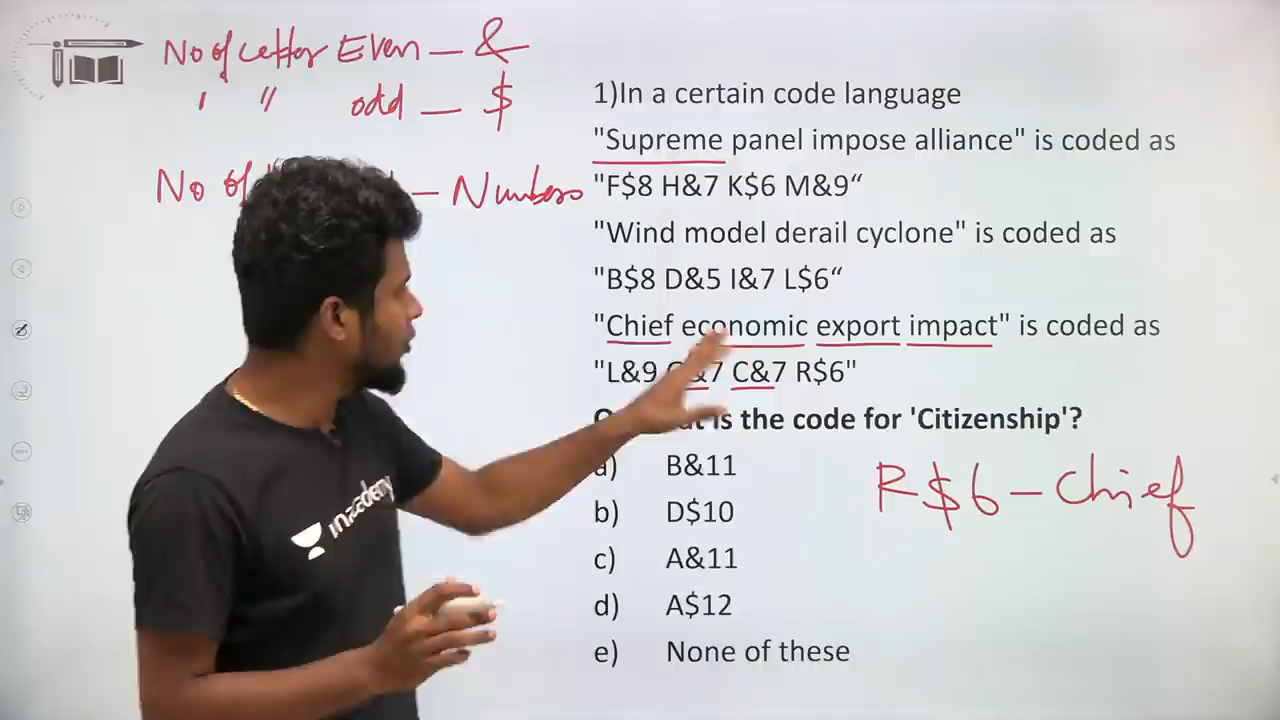 No of letter Even – &
" " odd – $
No of – Numbers
1)In a certain code language
"Supreme panel impose alliance" is coded as
"F$8 H&7 K$6 M&9“
"Wind model derail cyclone" is coded as
"B$8 D&5 I&7 L$6“
"Chief economic export impact" is coded as
"L&9 &7 C&7 R$6"
is the code for 'Citizenship'?
a) B&11
b) D$10
c) A&11
d) A$12
e) None of these
R$6 – Chief
unacademy